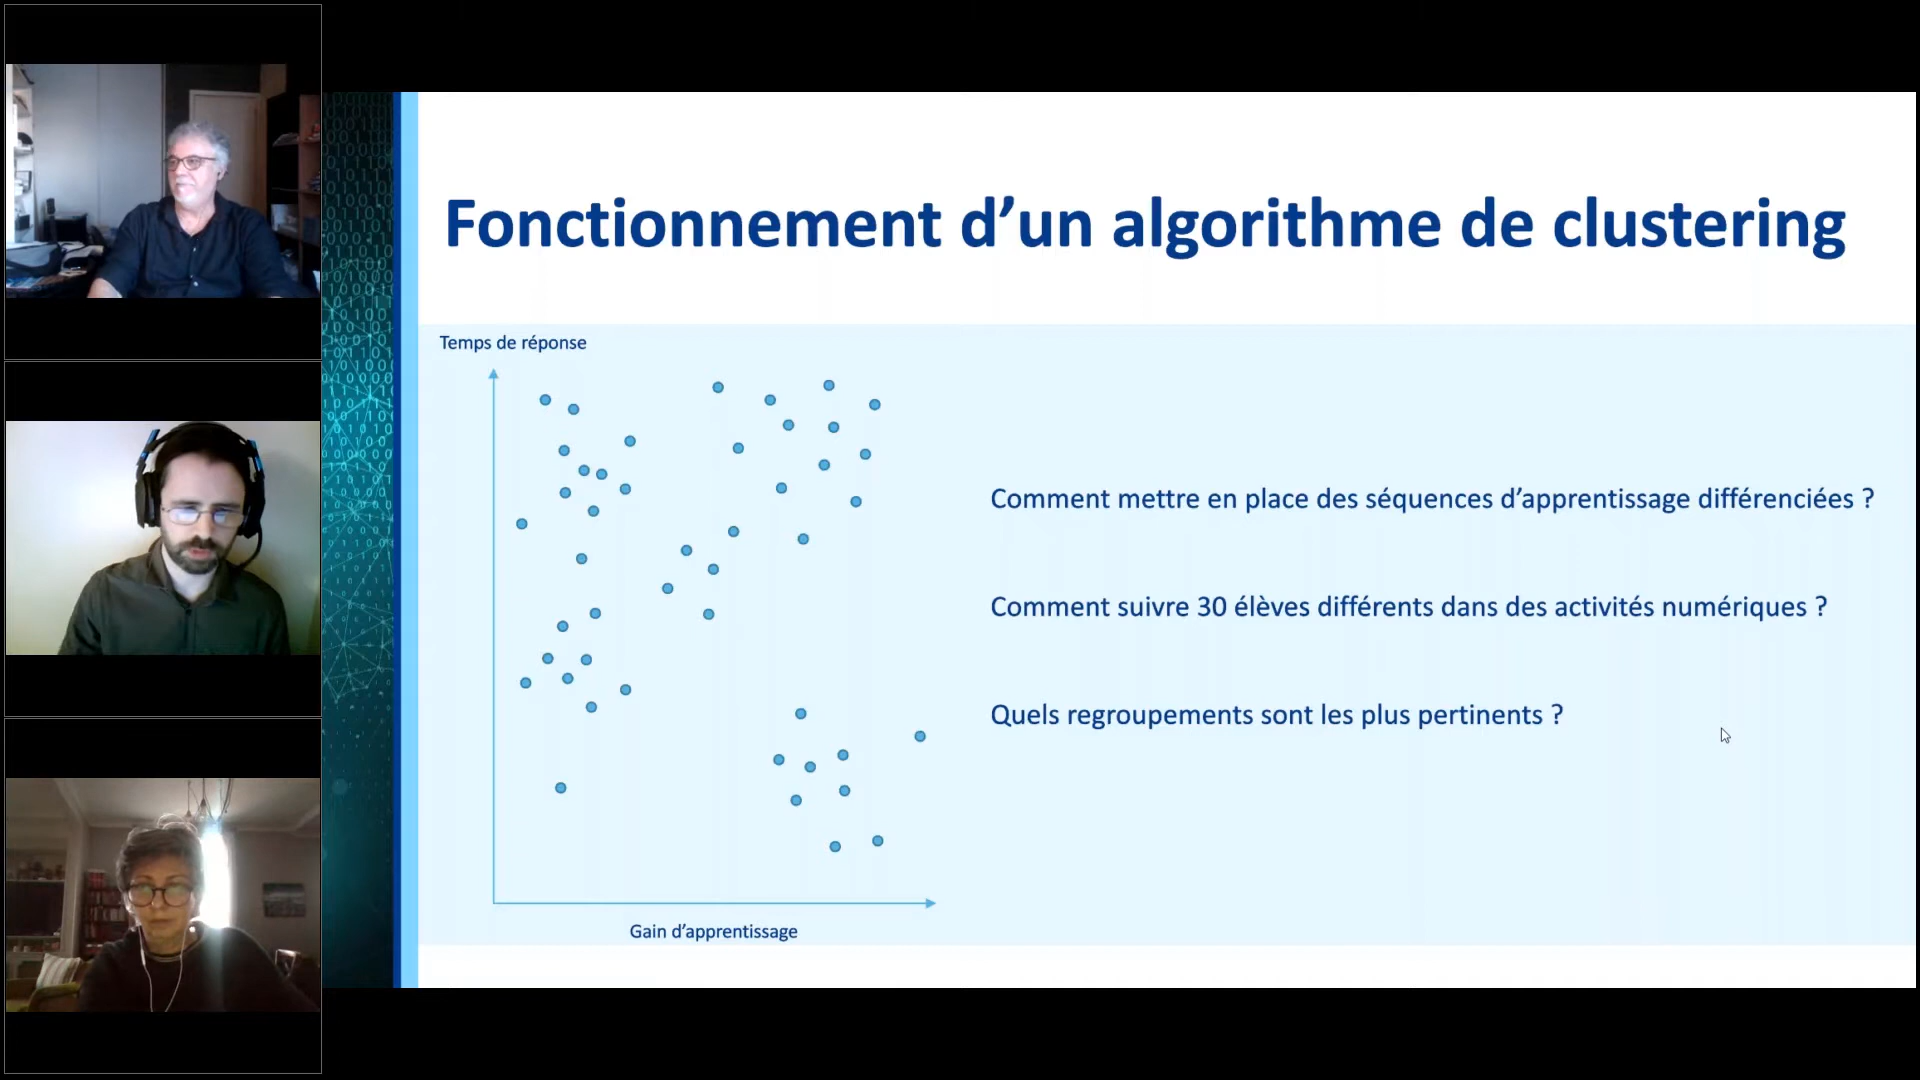 Fonctionnement d’un algorithme de clustering
Temps de réponse
Comment mettre en place des séquences d’apprentissage différenciées ?
Comment suivre 30 élèves différents dans des activités numériques ?
Quels regroupements sont les plus pertinents ?
Gain d’apprentissage